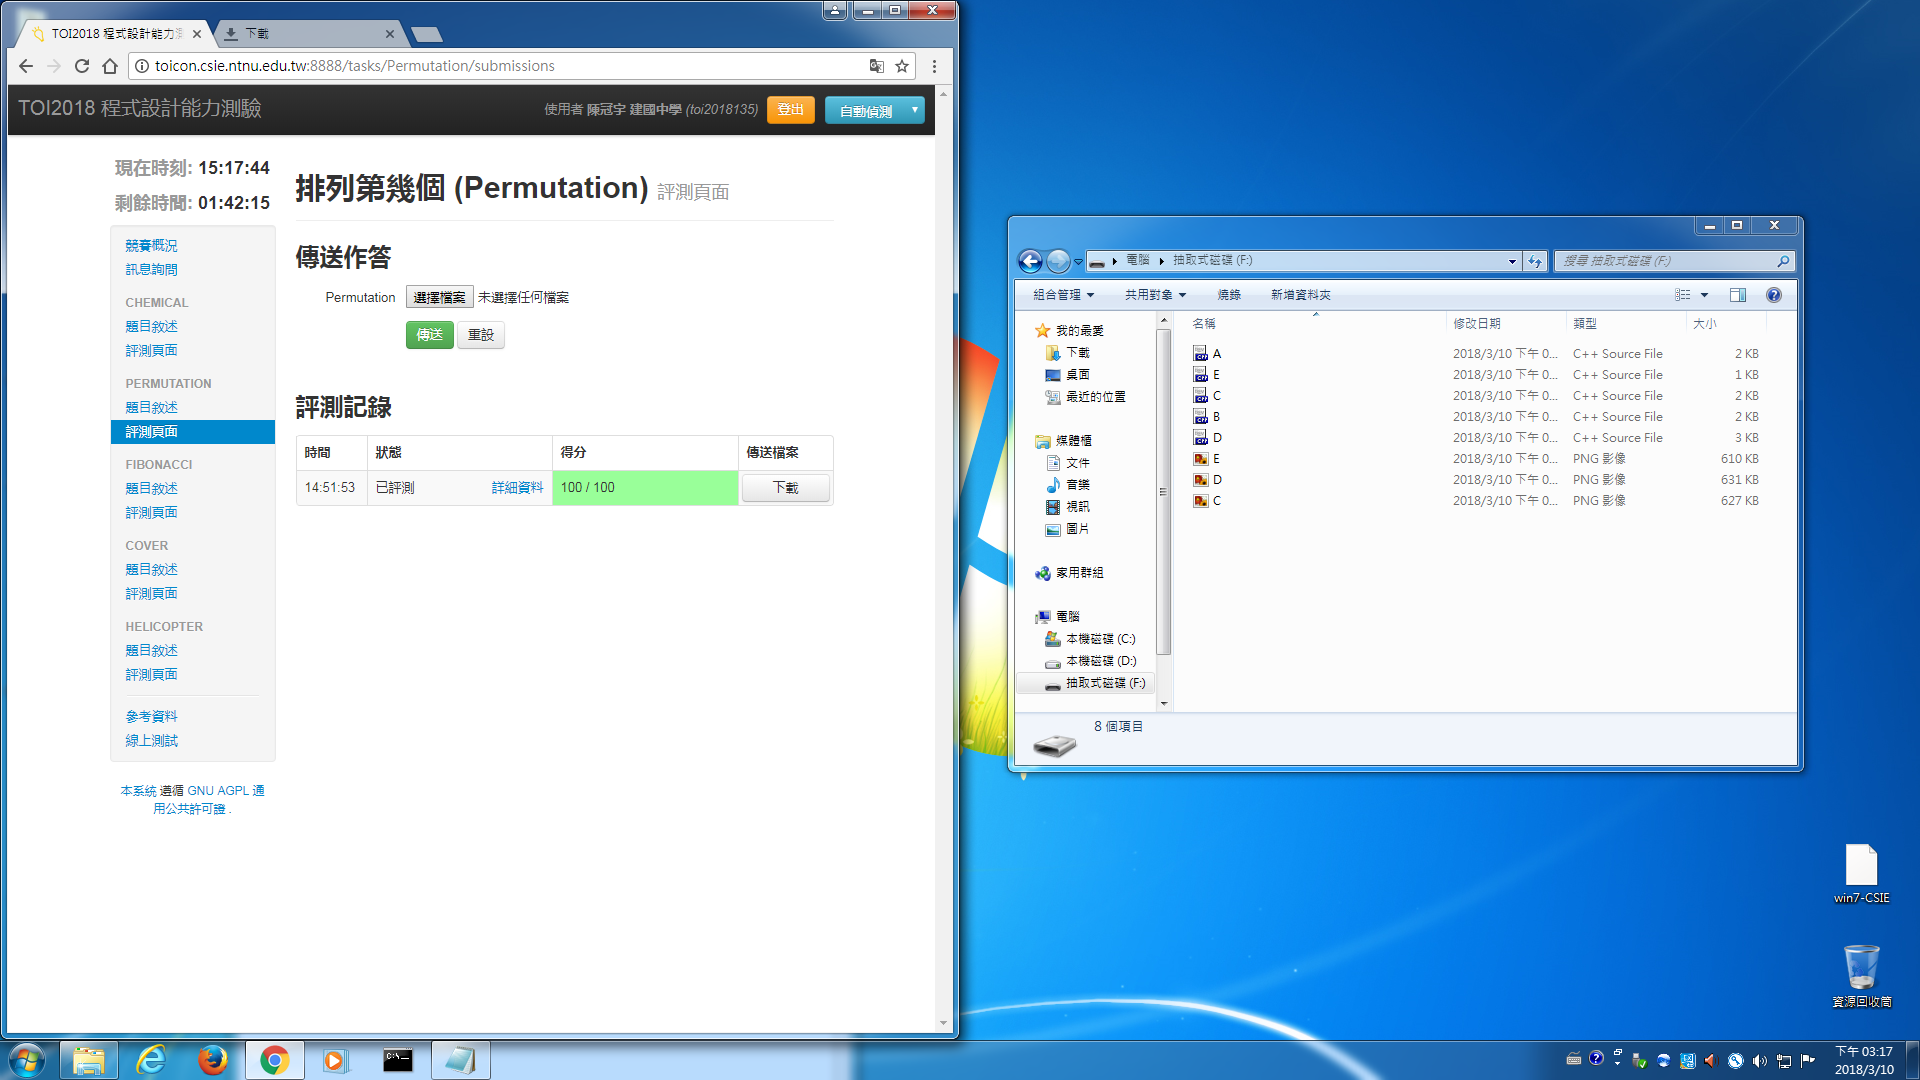 TOI2018 程式設計能力測
下載
toicon.csie.ntnu.edu.tw:8888/tasks/Permutation/submissions
TOI2018 程式設計能力測驗
使用者 陳冠宇 建國中學 (toi2018135)
登出
自動偵測
現在時刻: 15:17:44
剩餘時間: 01:42:15
競賽概況
訊息詢問
CHEMICAL
題目敘述
評測頁面
PERMUTATION
題目敘述
評測頁面
FIBONACCI
題目敘述
評測頁面
COVER
題目敘述
評測頁面
HELICOPTER
題目敘述
評測頁面
參考資料
線上測試
本系統 遵循 GNU AGPL 通
用公共許可證 .
排列第幾個 (Permutation) 評測頁面
傳送作答
Permutation 選擇檔案 未選擇任何檔案
傳送 重設
評測記錄
時間 狀態 得分 傳送檔案
14:51:53 已評測 詳細資料 100 / 100 下載
電腦 抽取式磁碟 (F:)
搜尋 抽取式磁碟 (F:)
組合管理 共用對象 燒錄 新增資料夾
我的最愛
下載
桌面
最近的位置
媒體櫃
文件
音樂
視訊
圖片
家用群組
電腦
本機磁碟 (C:)
本機磁碟 (D:)
抽取式磁碟 (F:)
名稱 修改日期 類型 大小
A 2018/3/10 下午 0... C++ Source File 2 KB
E 2018/3/10 下午 0... C++ Source File 1 KB
C 2018/3/10 下午 0... C++ Source File 2 KB
B 2018/3/10 下午 0... C++ Source File 2 KB
D 2018/3/10 下午 0... C++ Source File 3 KB
E 2018/3/10 下午 0... PNG 影像 610 KB
D 2018/3/10 下午 0... PNG 影像 631 KB
C 2018/3/10 下午 0... PNG 影像 627 KB
8 個項目
win7-CSIE
資源回收筒
下午 03:17
2018/3/10